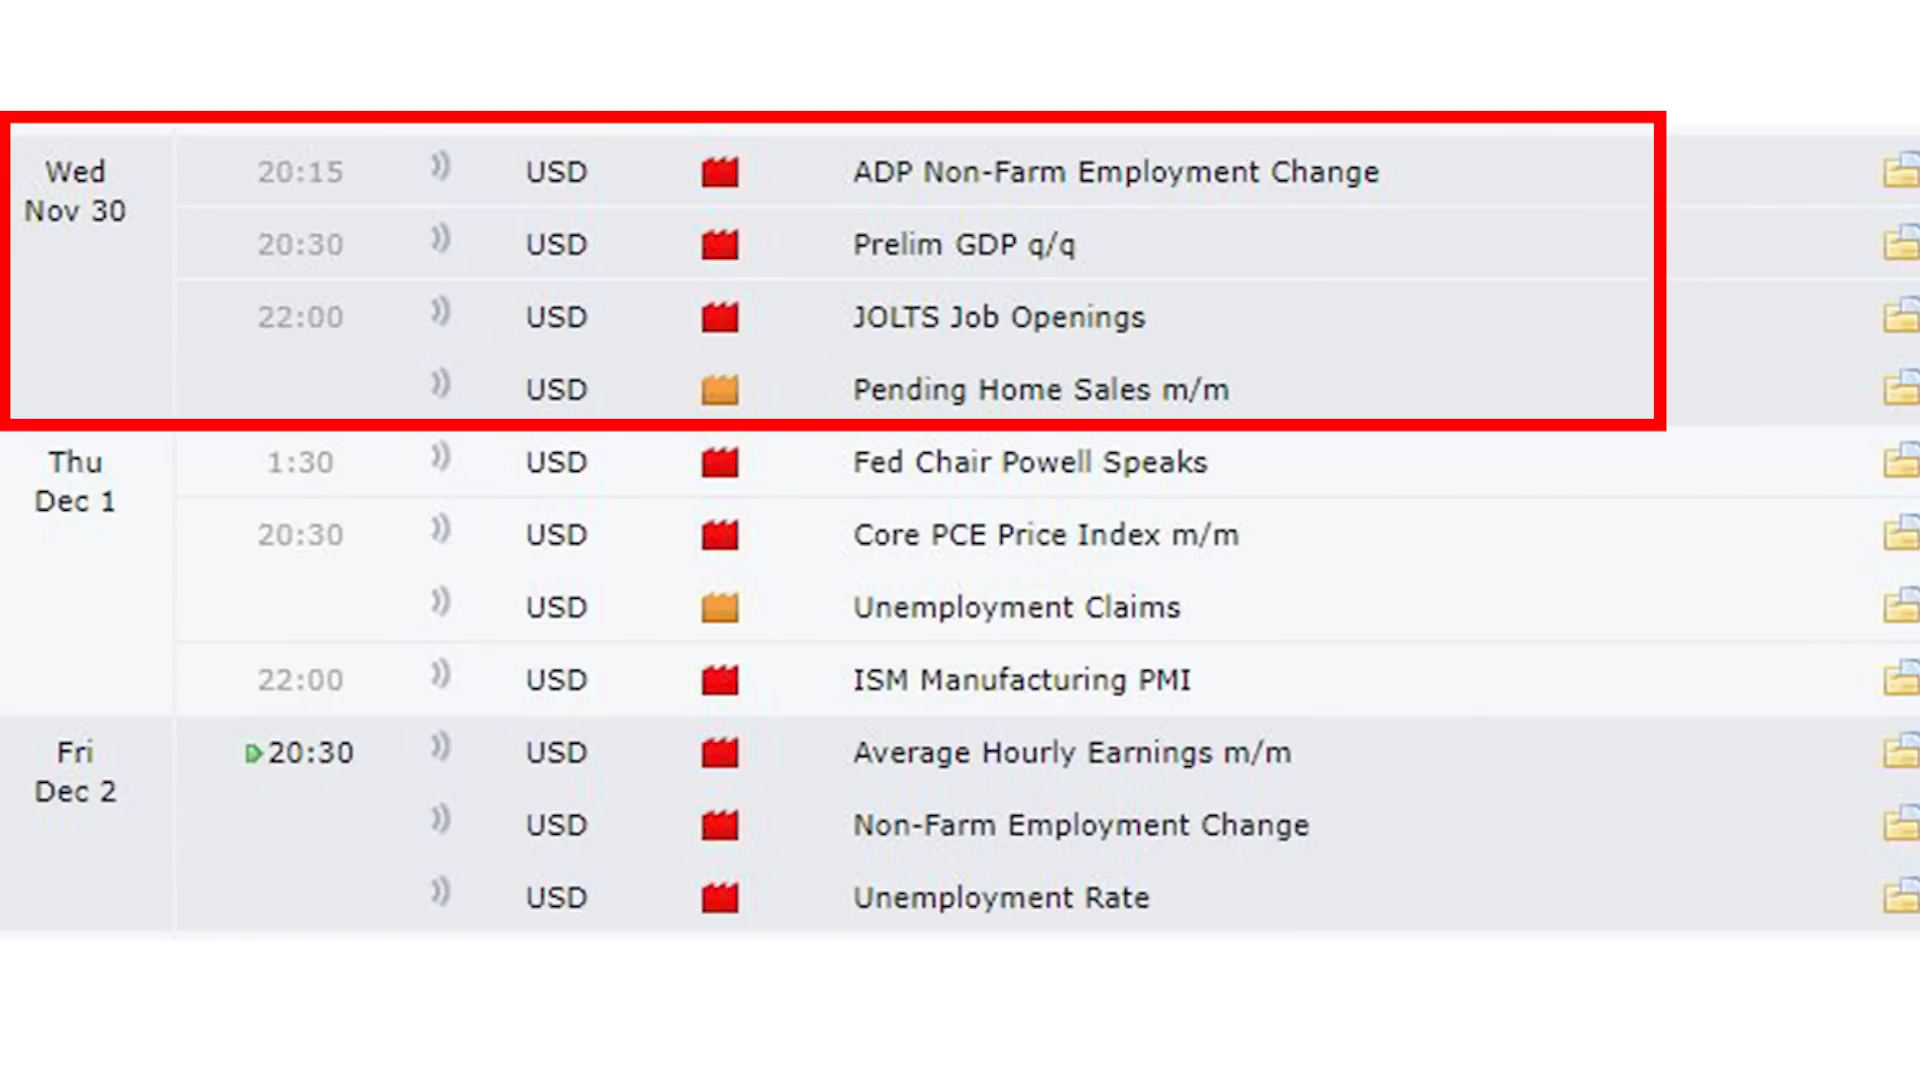 Wed
Nov 30
20:15 USD ADP Non-Farm Employment Change
20:30 USD Prelim GDP q/q
22:00 USD JOLTS Job Openings
USD Pending Home Sales m/m
Thu
Dec 1
1:30 USD Fed Chair Powell Speaks
20:30 USD Core PCE Price Index m/m
USD Unemployment Claims
22:00 USD ISM Manufacturing PMI
Fri
Dec 2
20:30 USD Average Hourly Earnings m/m
USD Non-Farm Employment Change
USD Unemployment Rate